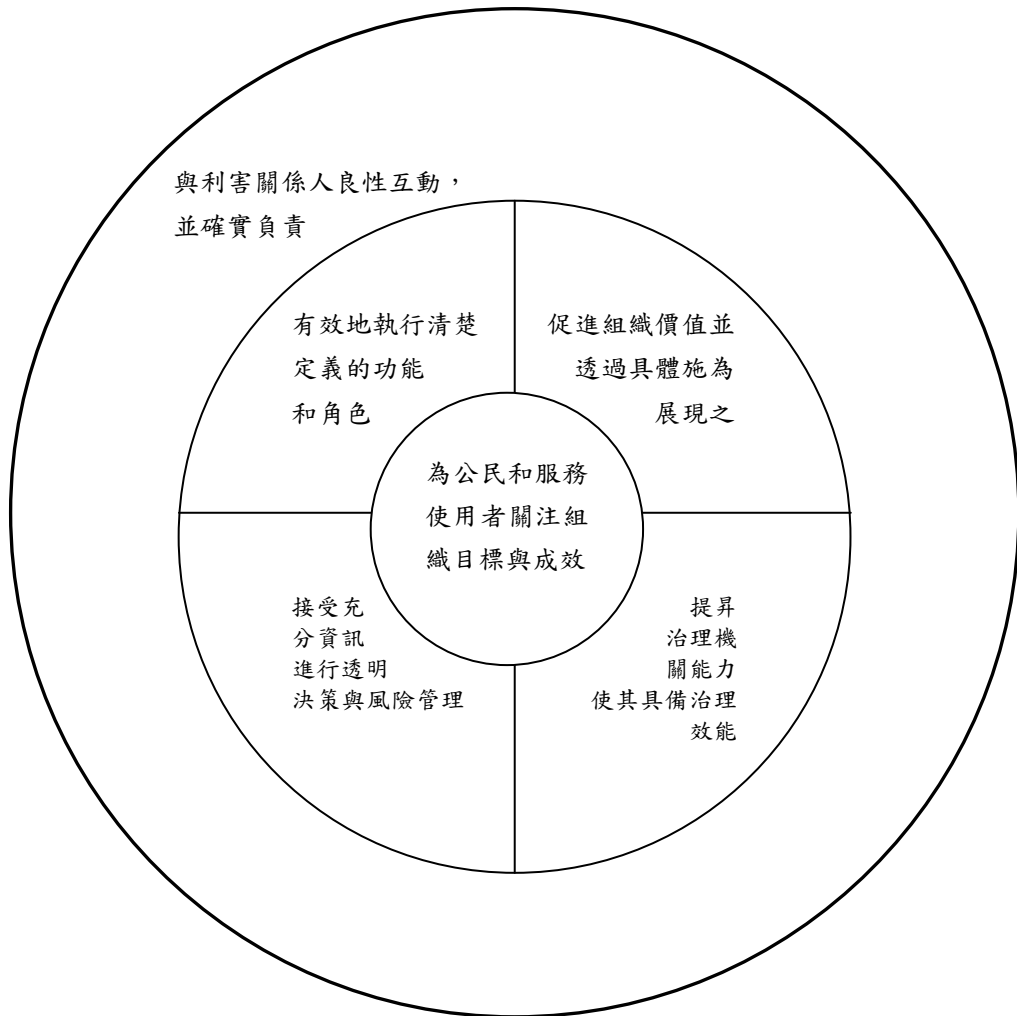 與利害關係人良性互動，
並確實負責
有效地執行清楚
定義的功能
和角色
促進組織價值並
透過具體施為
展現之
為公民和服務
使用者關注組
織目標與成效
接受充
分資訊
進行透明
決策與風險管理
提昇
治理機
關能力
使其具備治理
效能